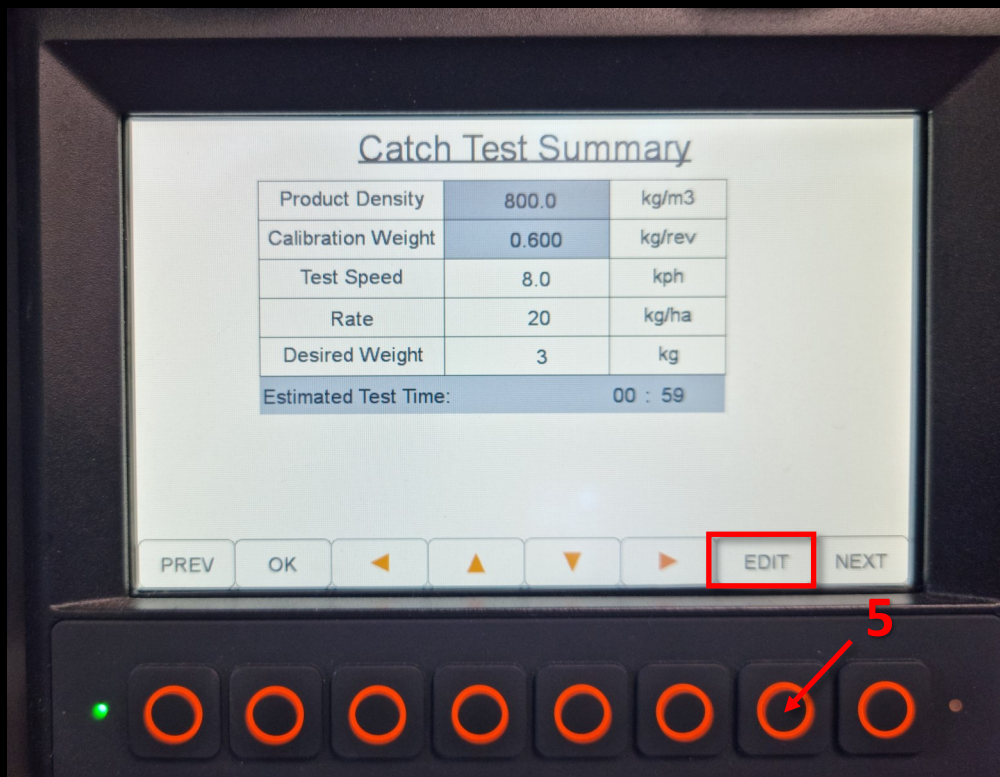 Catch Test Summary
Product Density 800.0 kg/m3
Calibration Weight 0.600 kg/rev
Test Speed 8.0 kph
Rate 20 kg/ha
Desired Weight 3 kg
Estimated Test Time: 00 : 59
PREV OK ◀ ▲ ▼ ▶ EDIT NEXT
5